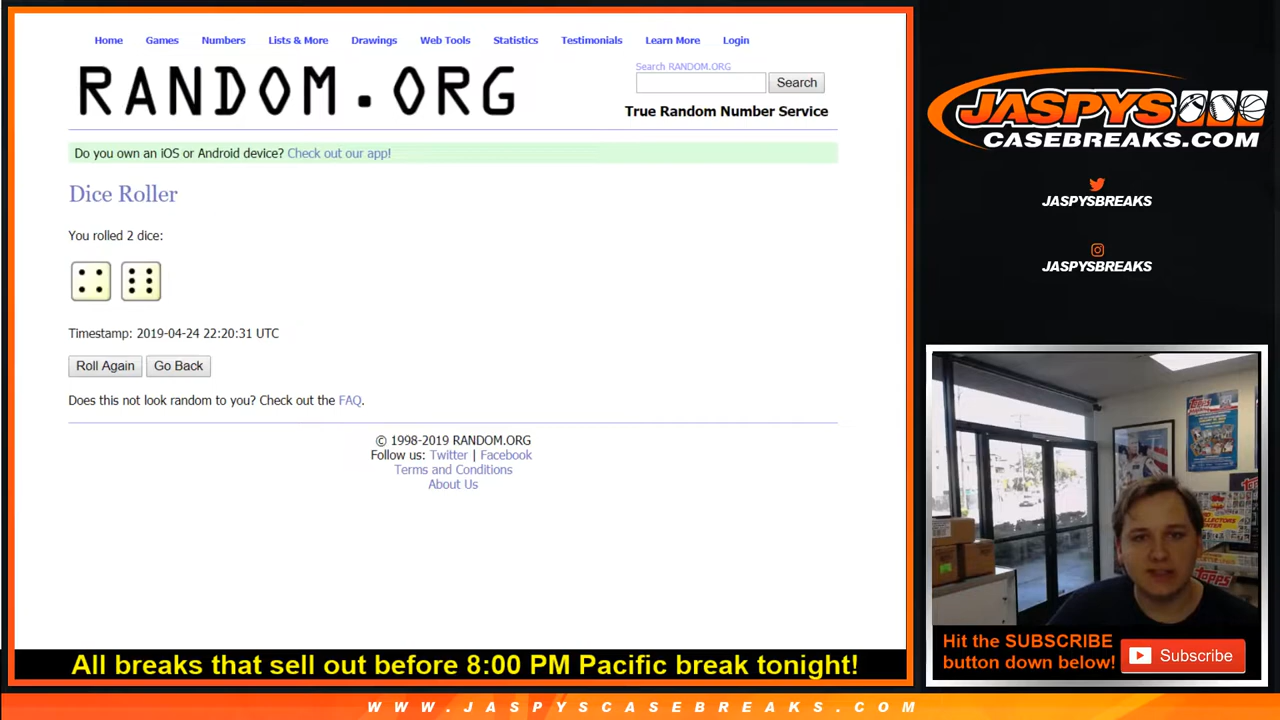 Home Games Numbers Lists & More Drawings Web Tools Statistics Testimonials Learn More Login
RANDOM.ORG
Search RANDOM.ORG
Search
True Random Number Service
Do you own an iOS or Android device? Check out our app!
Dice Roller
You rolled 2 dice:
Timestamp: 2019-04-24 22:20:31 UTC
Roll Again Go Back
Does this not look random to you? Check out the FAQ.
© 1998-2019 RANDOM.ORG
Follow us: Twitter | Facebook
Terms and Conditions
About Us
JASPYS
CASEBREAKS.COM
JASPYSBREAKS
JASPYSBREAKS
TOPPS
TOPPS
Hit the SUBSCRIBE
button down below!
Subscribe
All breaks that sell out before 8:00 PM Pacific break tonight!
WWW.JASPYSCASEBREAKS.COM